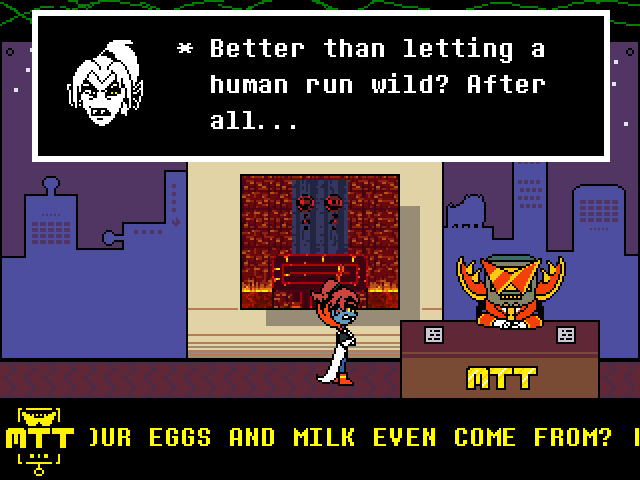 * Better than letting a
human run wild? After
all...
MTT
MTT OUR EGGS AND MILK EVEN COME FROM?